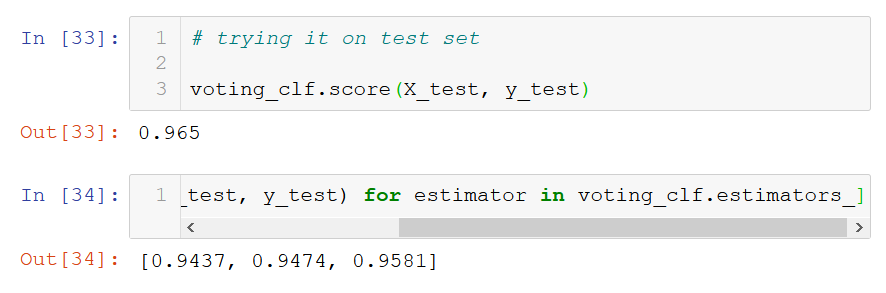 In [33]: 1 # trying it on test set
2
3 voting_clf.score(X_test, y_test)
Out[33]: 0.965
In [34]: 1 _test, y_test) for estimator in voting_clf.estimators_]
Out[34]: [0.9437, 0.9474, 0.9581]